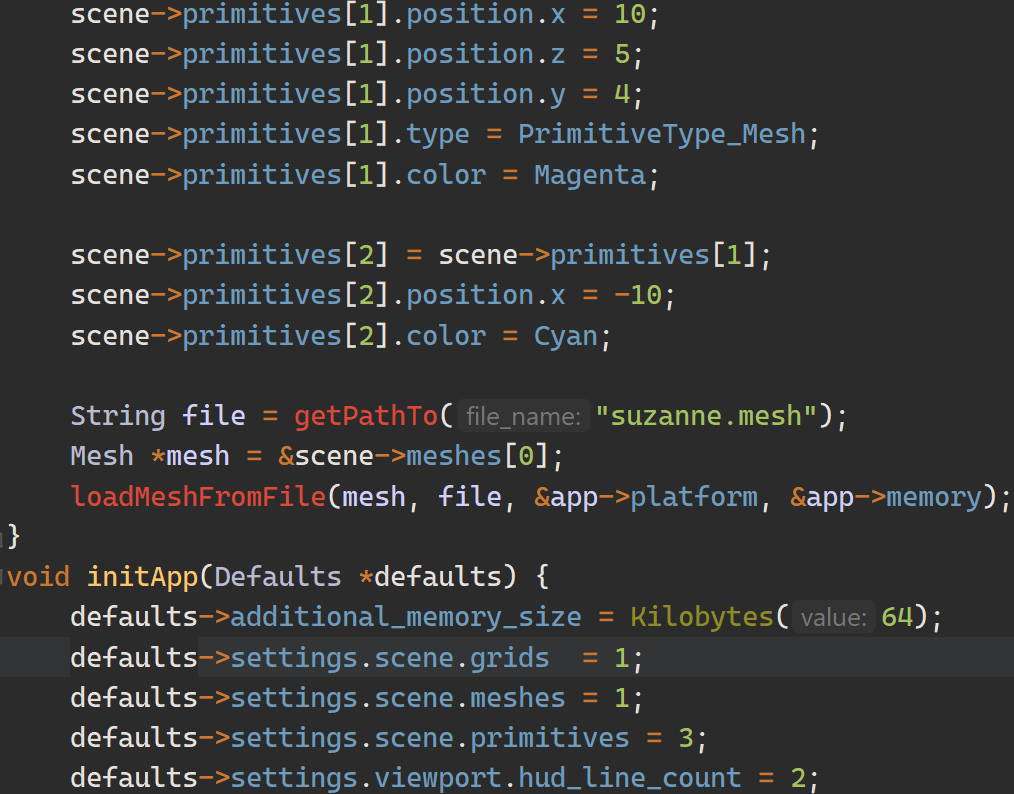 scene->primitives[1].position.x = 10;
scene->primitives[1].position.z = 5;
scene->primitives[1].position.y = 4;
scene->primitives[1].type = PrimitiveType_Mesh;
scene->primitives[1].color = Magenta;
scene->primitives[2] = scene->primitives[1];
scene->primitives[2].position.x = -10;
scene->primitives[2].color = Cyan;
String file = getPathTo( file_name: "suzanne.mesh");
Mesh *mesh = &scene->meshes[0];
loadMeshFromFile(mesh, file, &app->platform, &app->memory);
}
void initApp(Defaults *defaults) {
defaults->additional_memory_size = Kilobytes( value: 64);
defaults->settings.scene.grids  = 1;
defaults->settings.scene.meshes = 1;
defaults->settings.scene.primitives = 3;
defaults->settings.viewport.hud_line_count = 2;